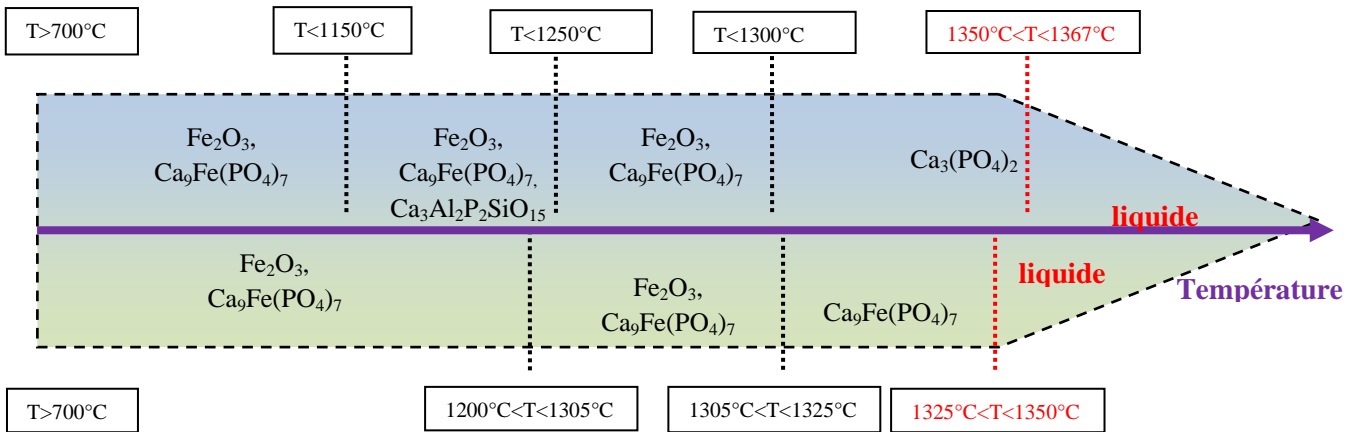 T>700°C
T<1150°C
T<1250°C
T<1300°C
1350°C<T<1367°C
Fe₂O₃,
Ca₉Fe(PO₄)₇
Fe₂O₃,
Ca₉Fe(PO₄)₇,
Ca₃Al₂P₂SiO₁₅
Fe₂O₃,
Ca₉Fe(PO₄)₇
Ca₃(PO₄)₂
liquide
Fe₂O₃,
Ca₉Fe(PO₄)₇
Fe₂O₃,
Ca₉Fe(PO₄)₇
Ca₉Fe(PO₄)₇
liquide
Température
T>700°C
1200°C<T<1305°C
1305°C<T<1325°C
1325°C<T<1350°C